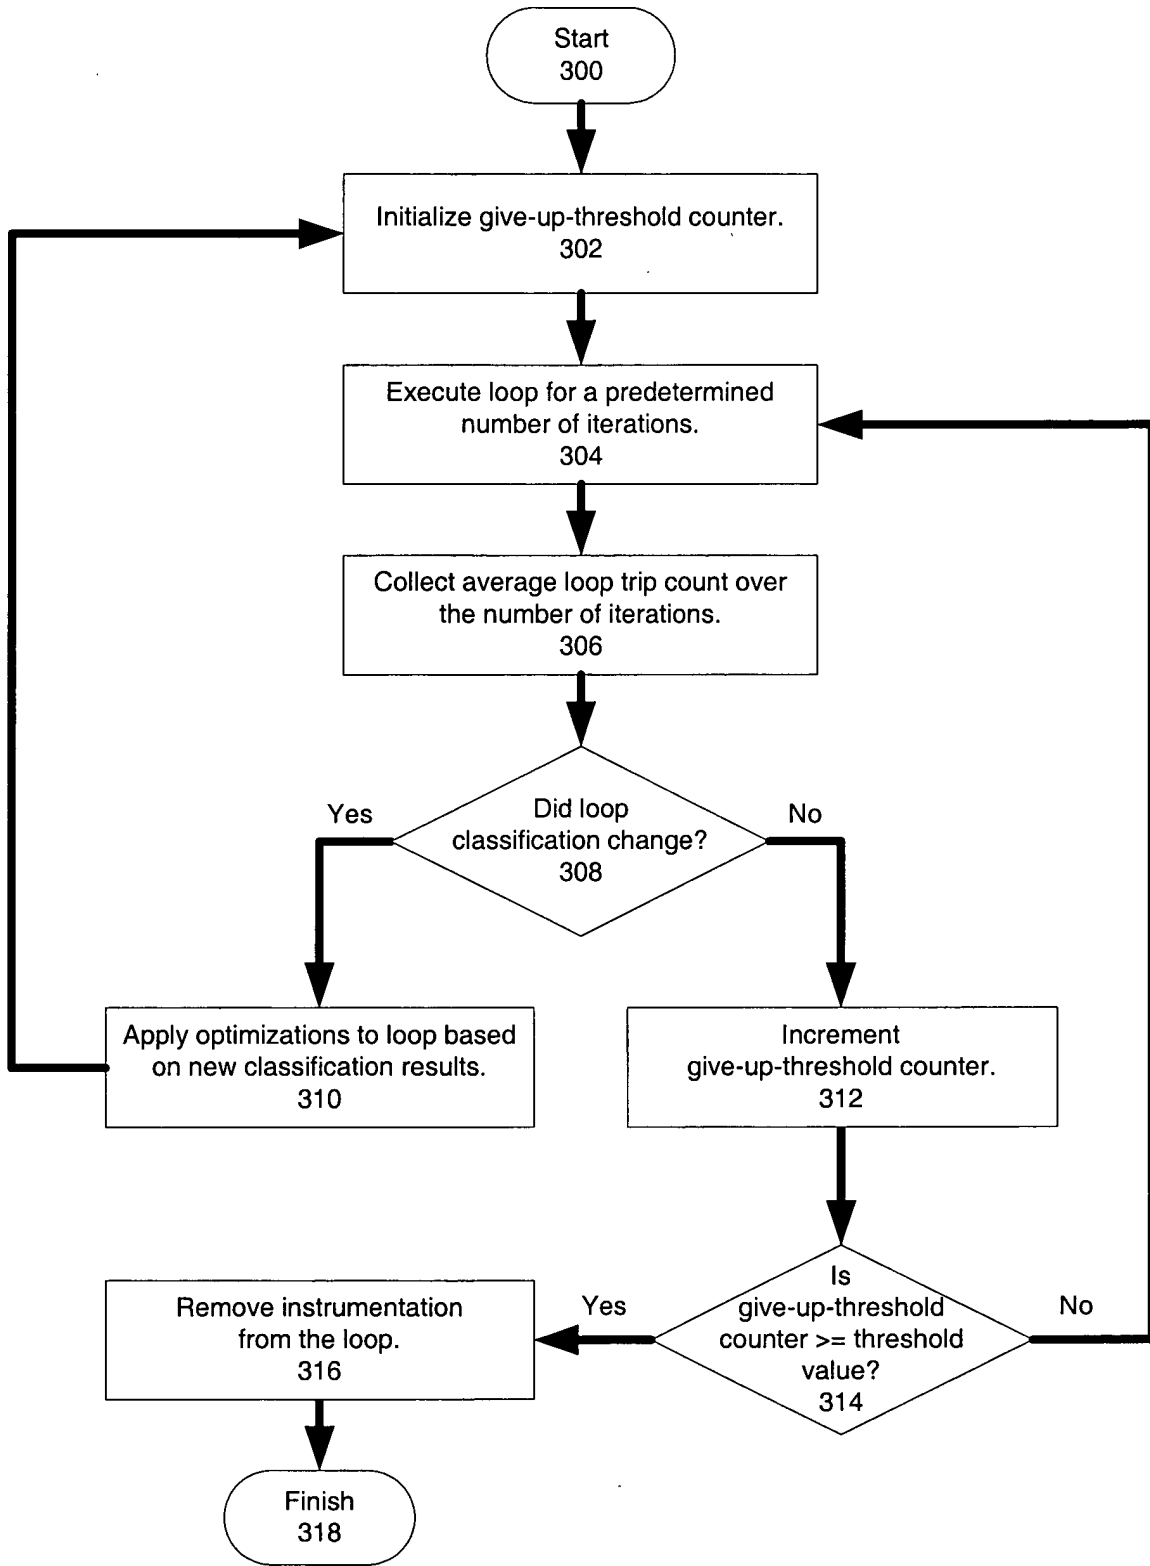 Start
300
Initialize give-up-threshold counter.
302
Execute loop for a predetermined
number of iterations.
304
Collect average loop trip count over
the number of iterations.
306
Did loop
classification change?
308
Yes
No
Apply optimizations to loop based
on new classification results.
310
Increment
give-up-threshold counter.
312
Is
give-up-threshold
counter >= threshold
value?
314
Yes
No
Remove instrumentation
from the loop.
316
Finish
318